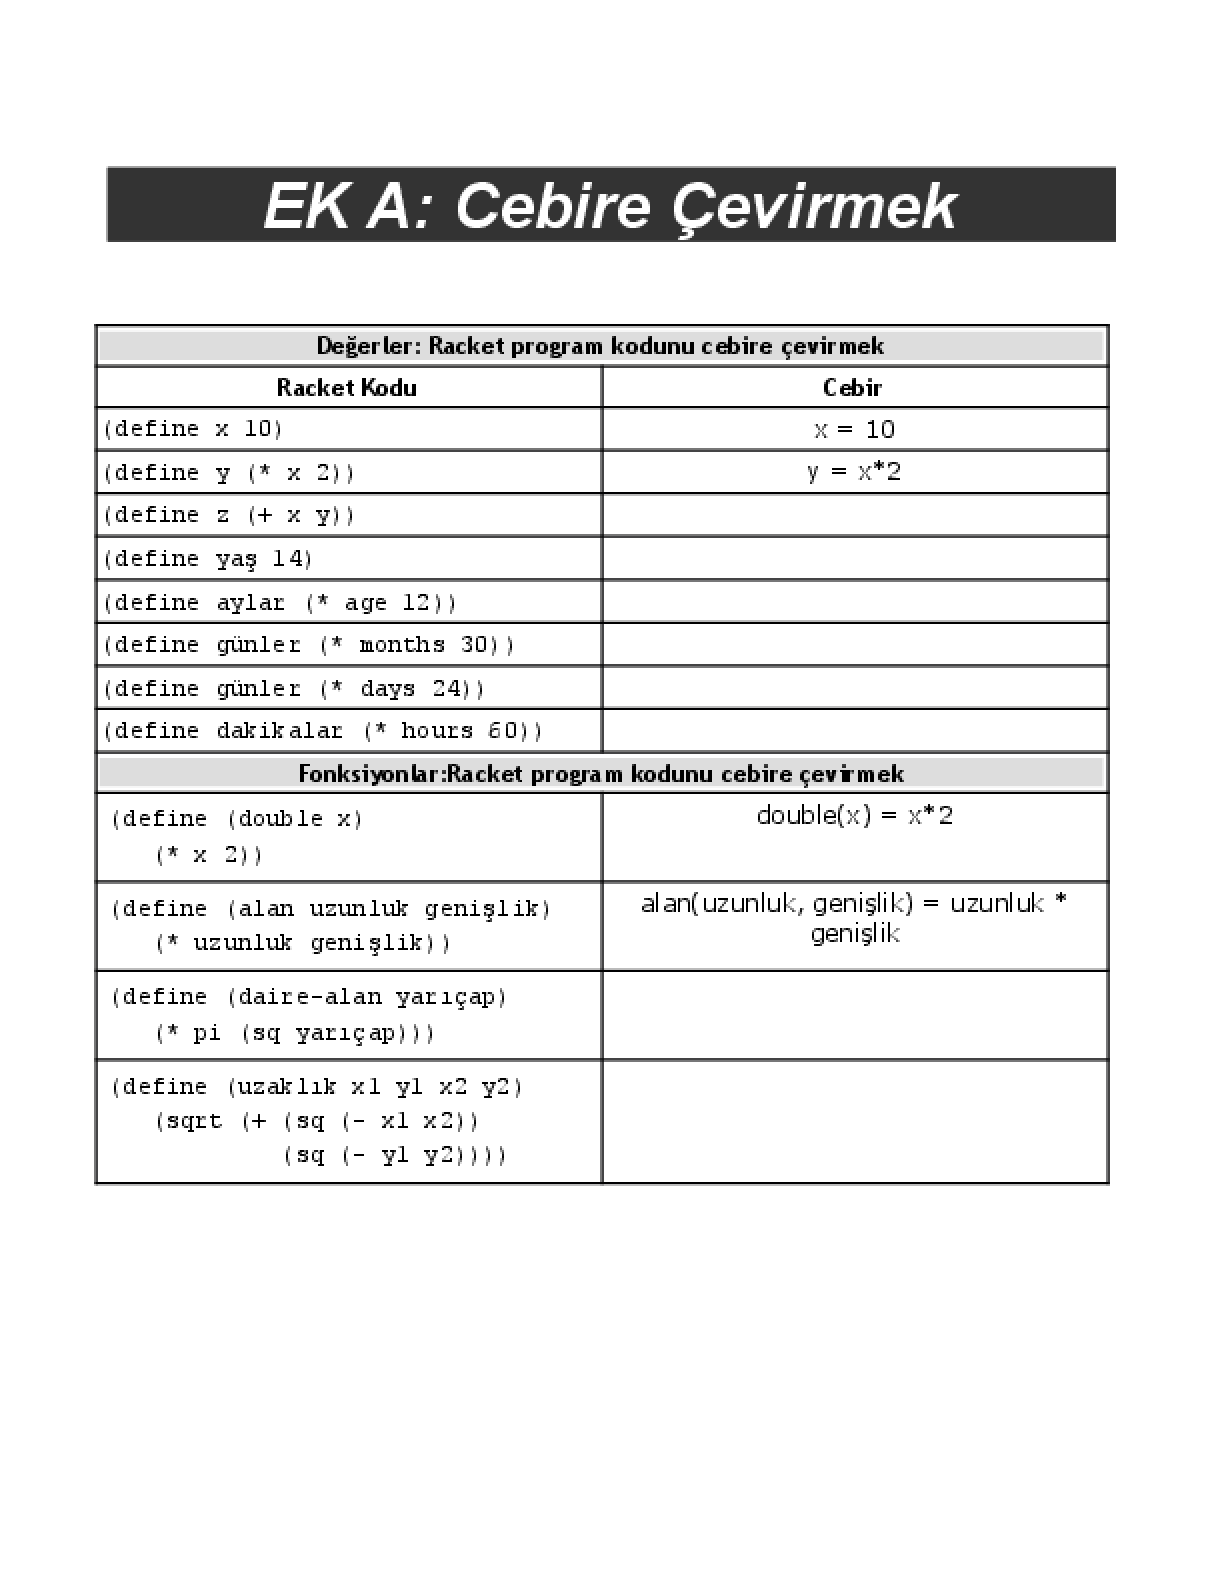 EK A: Cebire Çevirmek
Değerler: Racket program kodunu cebire çevirmek
Racket Kodu Cebir
(define x 10) x = 10
(define y (* x 2)) y = x*2
(define z (+ x y))
(define yaş 14)
(define aylar (* age 12))
(define günler (* months 30))
(define günler (* days 24))
(define dakikalar (* hours 60))
Fonksiyonlar:Racket program kodunu cebire çevirmek
(define (double x) double(x) = x*2
(* x 2))
(define (alan uzunluk genişlik) alan(uzunluk, genişlik) = uzunluk *
(* uzunluk genişlik)) genişlik
(define (daire-alan yarıçap)
(* pi (sq yarıçap)))
(define (uzaklık x1 y1 x2 y2)
(sqrt (+ (sq (- x1 x2))
(sq (- y1 y2))))